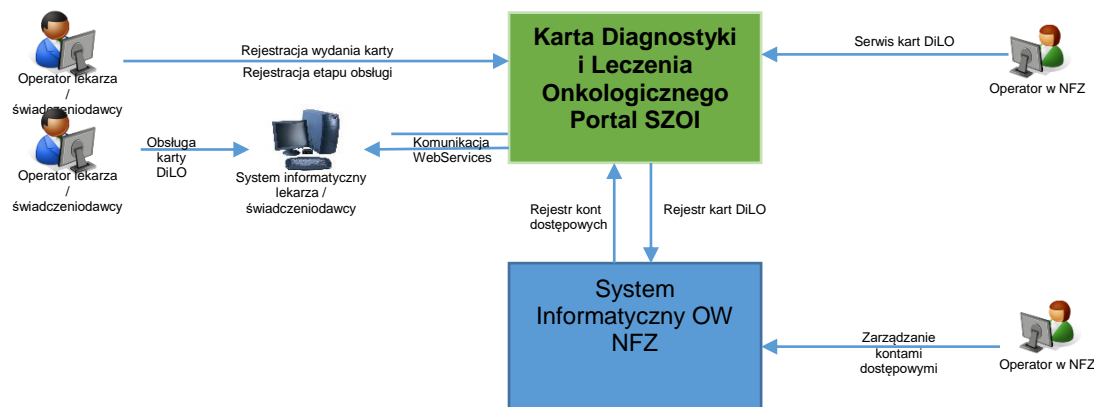 Rejestracja wydania karty
Rejestracja etapu obsługi
Operator lekarza
/
świadczeniodawcy
Karta Diagnostyki
i Leczenia
Onkologicznego
Portal SZOI
Serwis kart DiLO
Operator w NFZ
Obsługa
karty
DiLO
Operator lekarza
/
świadczeniodawcy
System informatyczny
lekarza /
świadczeniodawcy
Komunikacja
WebServices
Rejestr kont
dostępowych
Rejestr kart DiLO
System
Informatyczny OW
NFZ
Zarządzanie
kontami
dostępowymi
Operator w NFZ